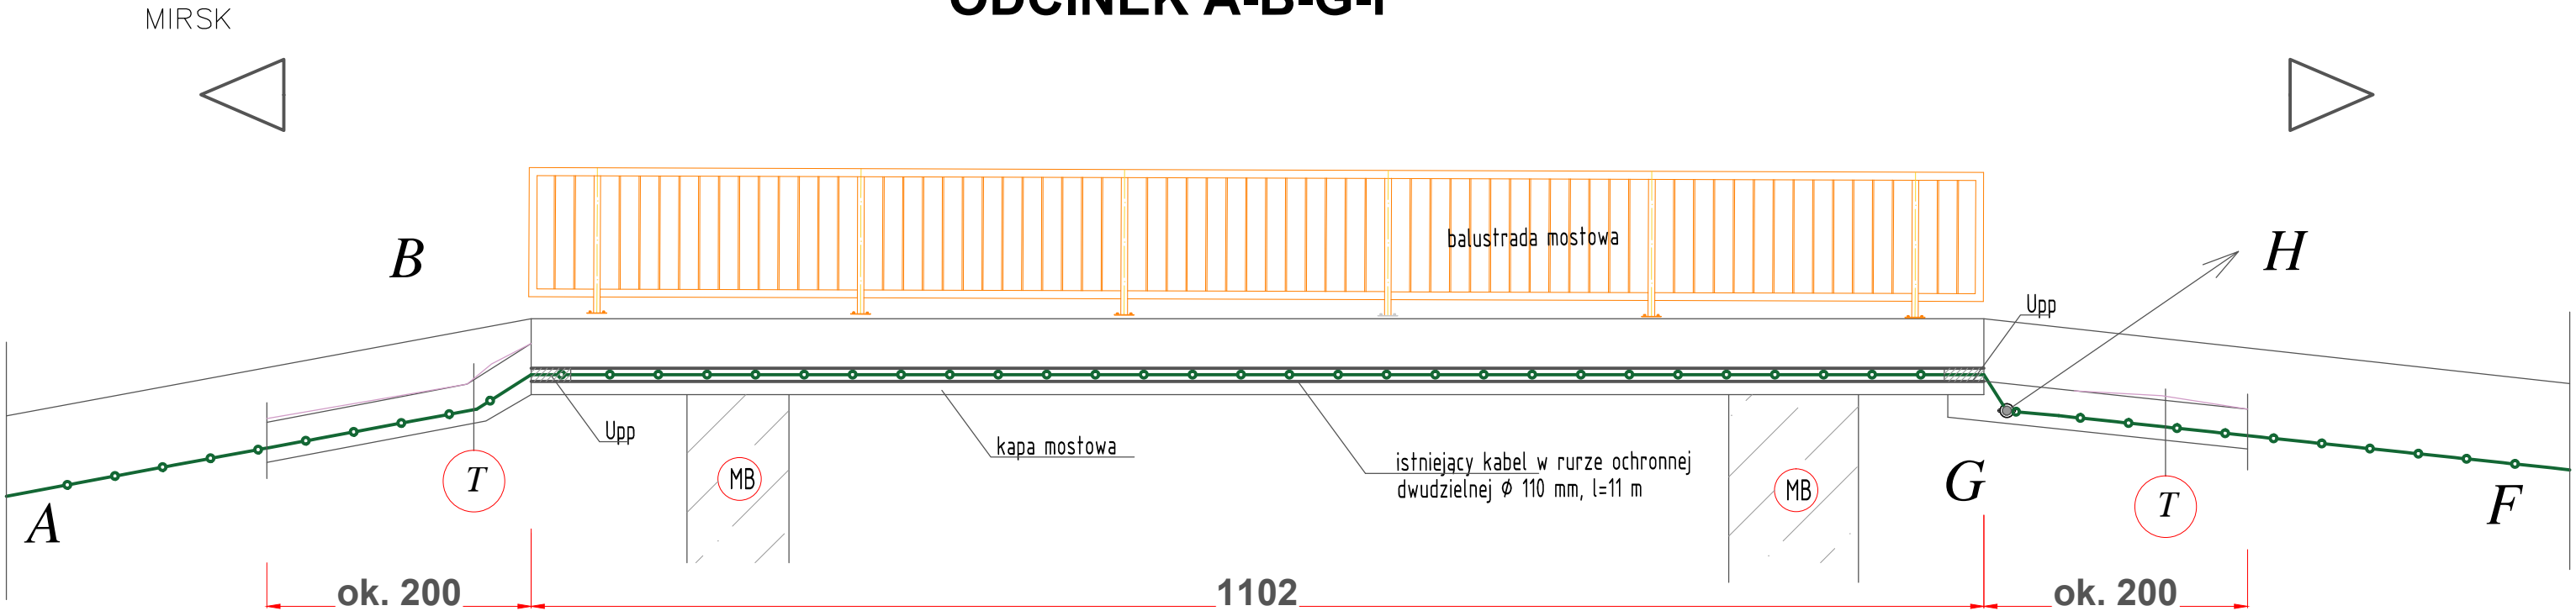 MIRSK
ODCINEK A-B-G-F
B
balustrada mostowa
H
Upp
Upp
kapa mostowa
istniejący kabel w rurze ochronnej
dwudzielnej Ø 110 mm, l=11 m
A
T
MB
MB
G
T
F
ok. 200
1102
ok. 200